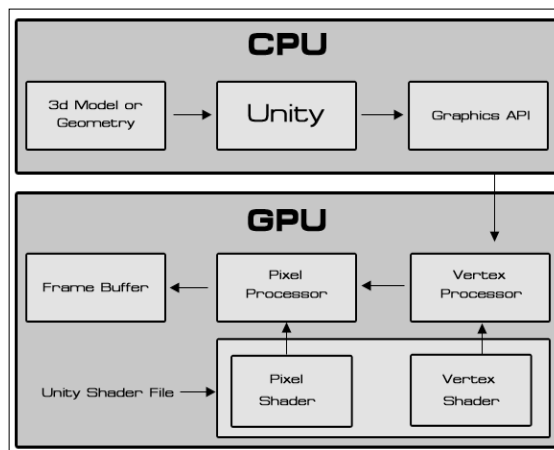 CPU
3d Model or
Geometry
Unity
Graphics API
GPU
Frame Buffer
Pixel
Processor
Vertex
Processor
Unity Shader File
Pixel
Shader
Vertex
Shader